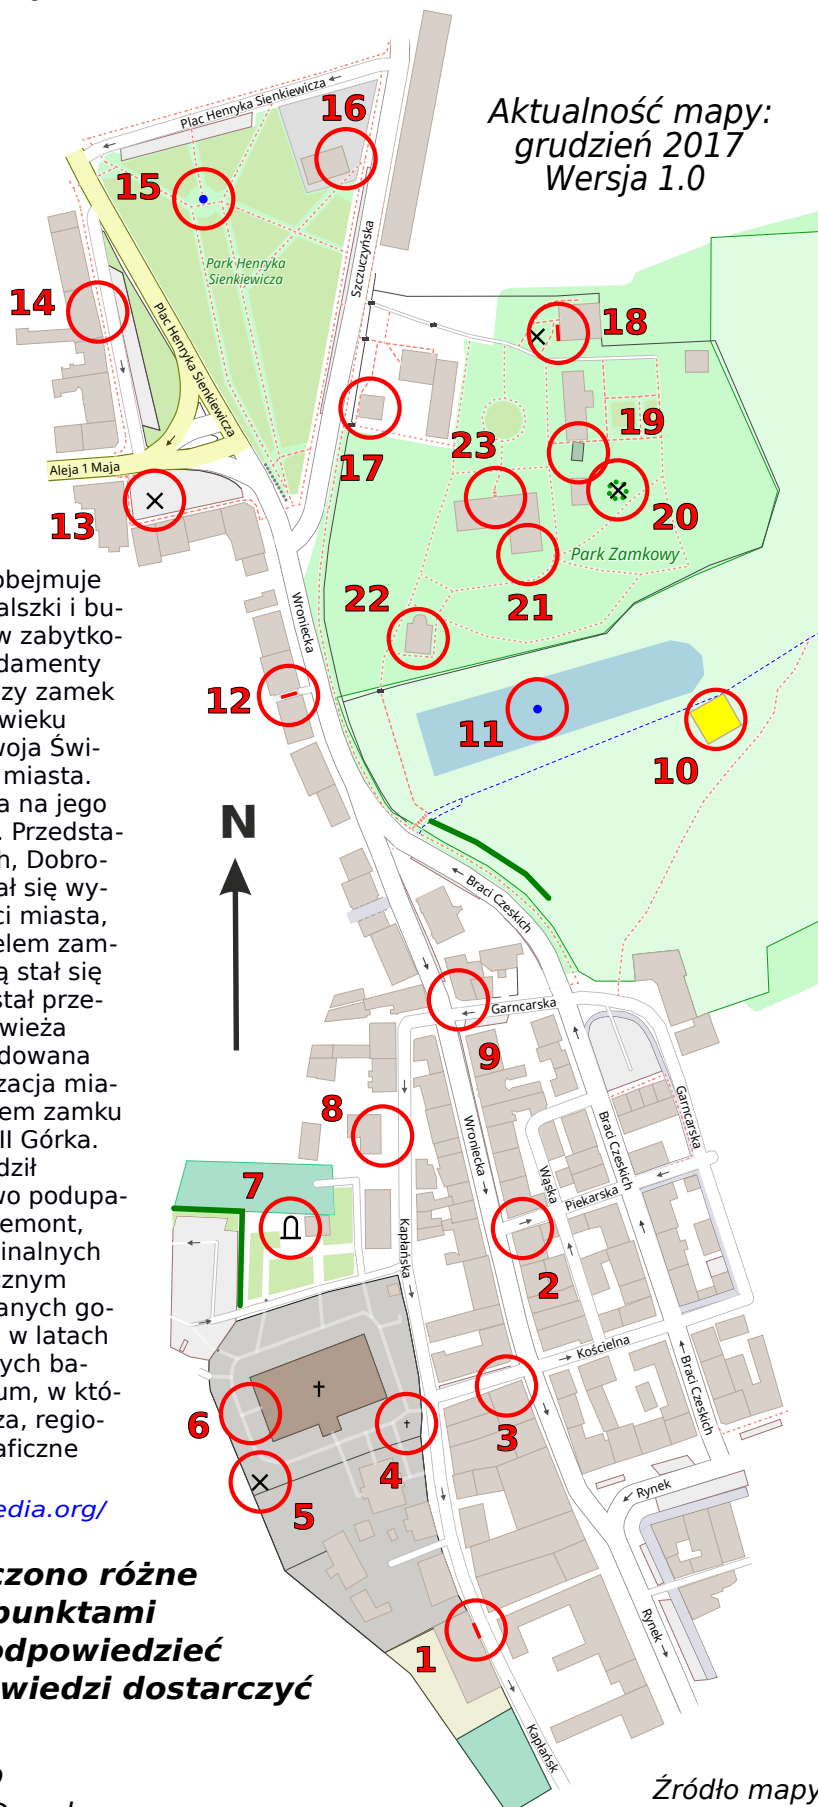 Aktualność mapy:
grudzień 2017
Wersja 1.0
Plac Henryka Sienkiewicza
16
15
Park Henryka
Sienkiewicza
Szczuczyńska
14
Plac Henryka Sienkiewicza
18
17
19
23
20
Aleja 1 Maja
13
Park Zamkowy
21
22
Wroniecka
12
11
10
obejmuje
alszki i bu-
w zabytko-
damenty
zy zamek
wieku
woja Świ-
miasta.
a na jego
. Przedsta-
h, Dobro-
ał się wy-
ci miasta,
elem zam-
ą stał się
stał prze-
wieża
dowana
zacja mia-
em zamku
II Górka.
dził
wo podupa-
emont,
inalnych
cznym
anych go-
w latach
ych ba-
um, w któ-
za, regio-
aficzne
edia.org/
N
Braci Czeskich
Garncarska
9
8
Wroniecka
Braci Czeskich
Garncarska
Wąska
Piekarska
7
2
Kapłańska
Kościelna
Braci Czeskich
6
4
3
5
Rynek
Rynek
1
Kapłańsk
czono różne
punktami
odpowiedzieć
wiedzi dostarczyć
Źródło mapy